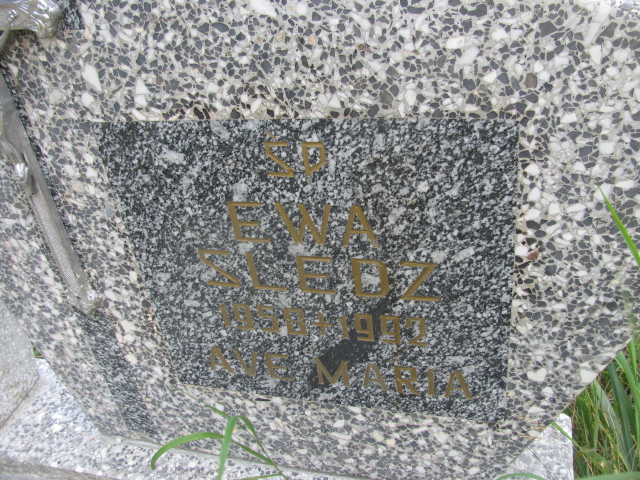 ŚP
EWA
SLEDZ
1950+1992
AVE MARIA